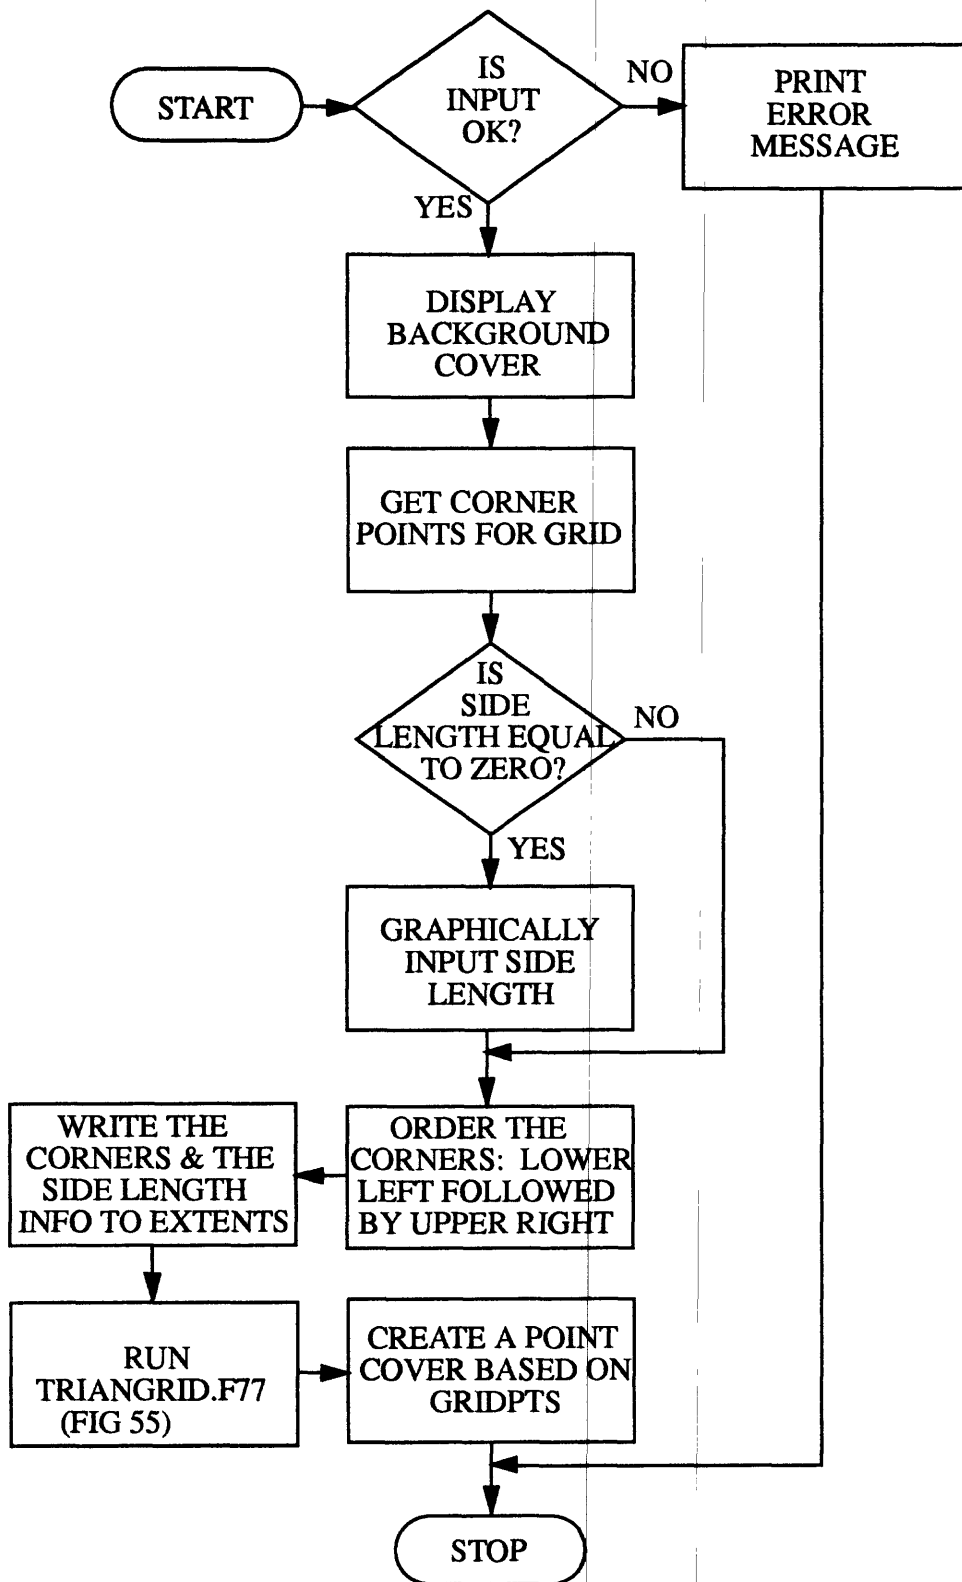 START
IS
INPUT
OK?
NO
PRINT
ERROR
MESSAGE
YES
DISPLAY
BACKGROUND
COVER
GET CORNER
POINTS FOR GRID
IS
SIDE
LENGTH EQUAL
TO ZERO?
NO
YES
GRAPHICALLY
INPUT SIDE
LENGTH
ORDER THE
CORNERS: LOWER
LEFT FOLLOWED
BY UPPER RIGHT
WRITE THE
CORNERS & THE
SIDE LENGTH
INFO TO EXTENTS
RUN
TRIANGRID.F77
(FIG 55)
CREATE A POINT
COVER BASED ON
GRIDPTS
STOP